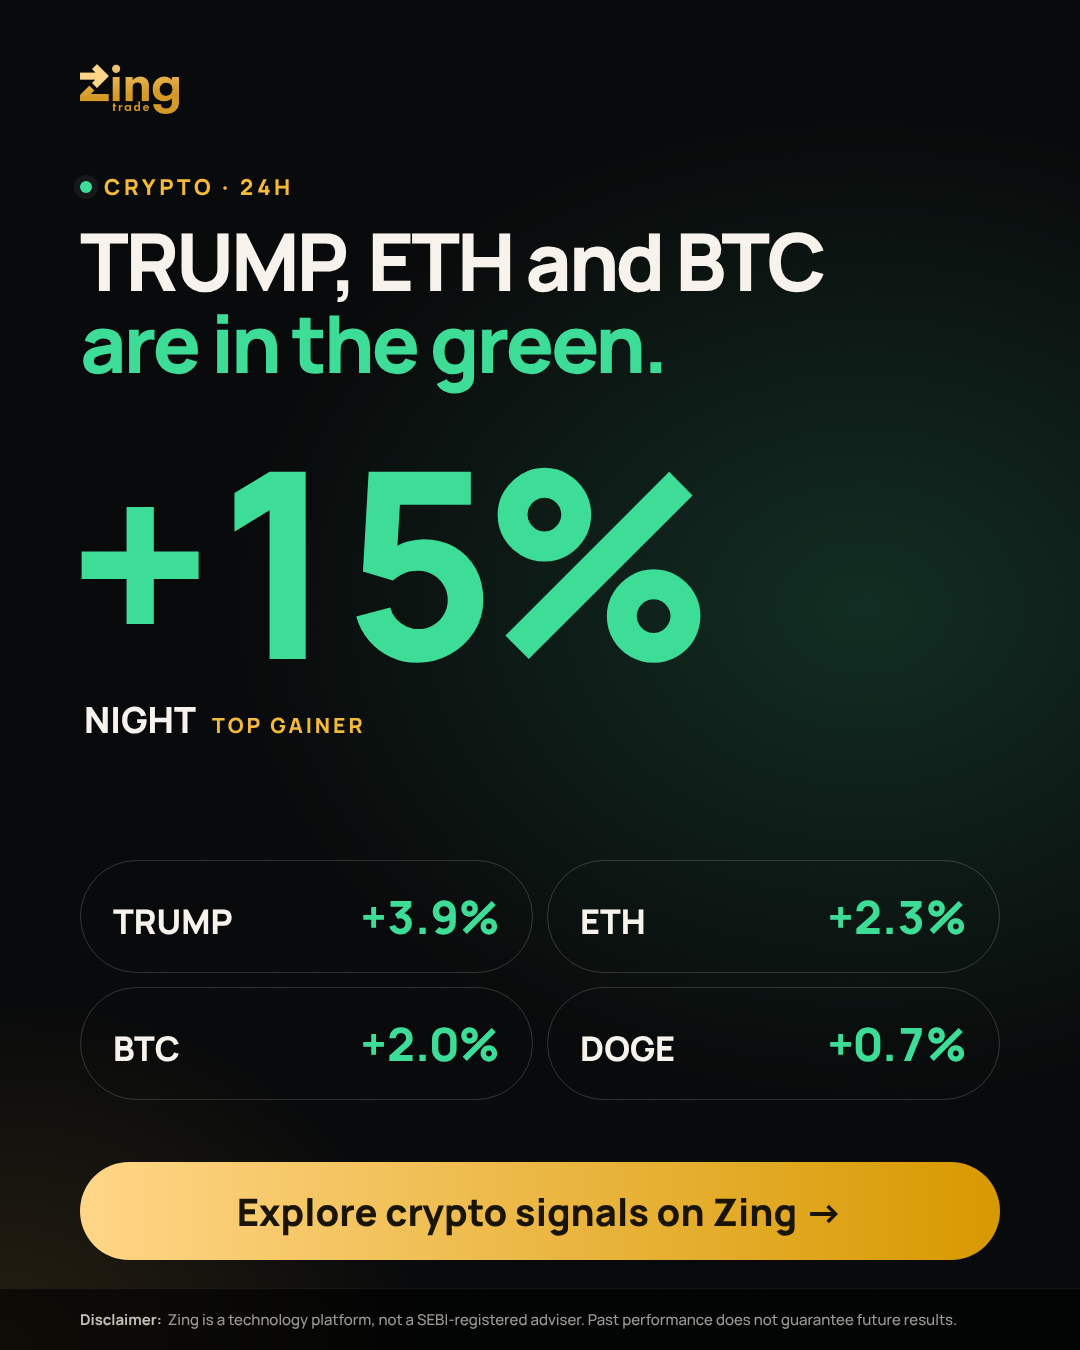 Zing
trade
CRYPTO · 24H
TRUMP, ETH and BTC
are in the green.
+15%
NIGHT TOP GAINER
TRUMP +3.9% ETH +2.3%
BTC +2.0% DOGE +0.7%
Explore crypto signals on Zing →
Disclaimer: Zing is a technology platform, not a SEBI-registered adviser. Past performance does not guarantee future results.